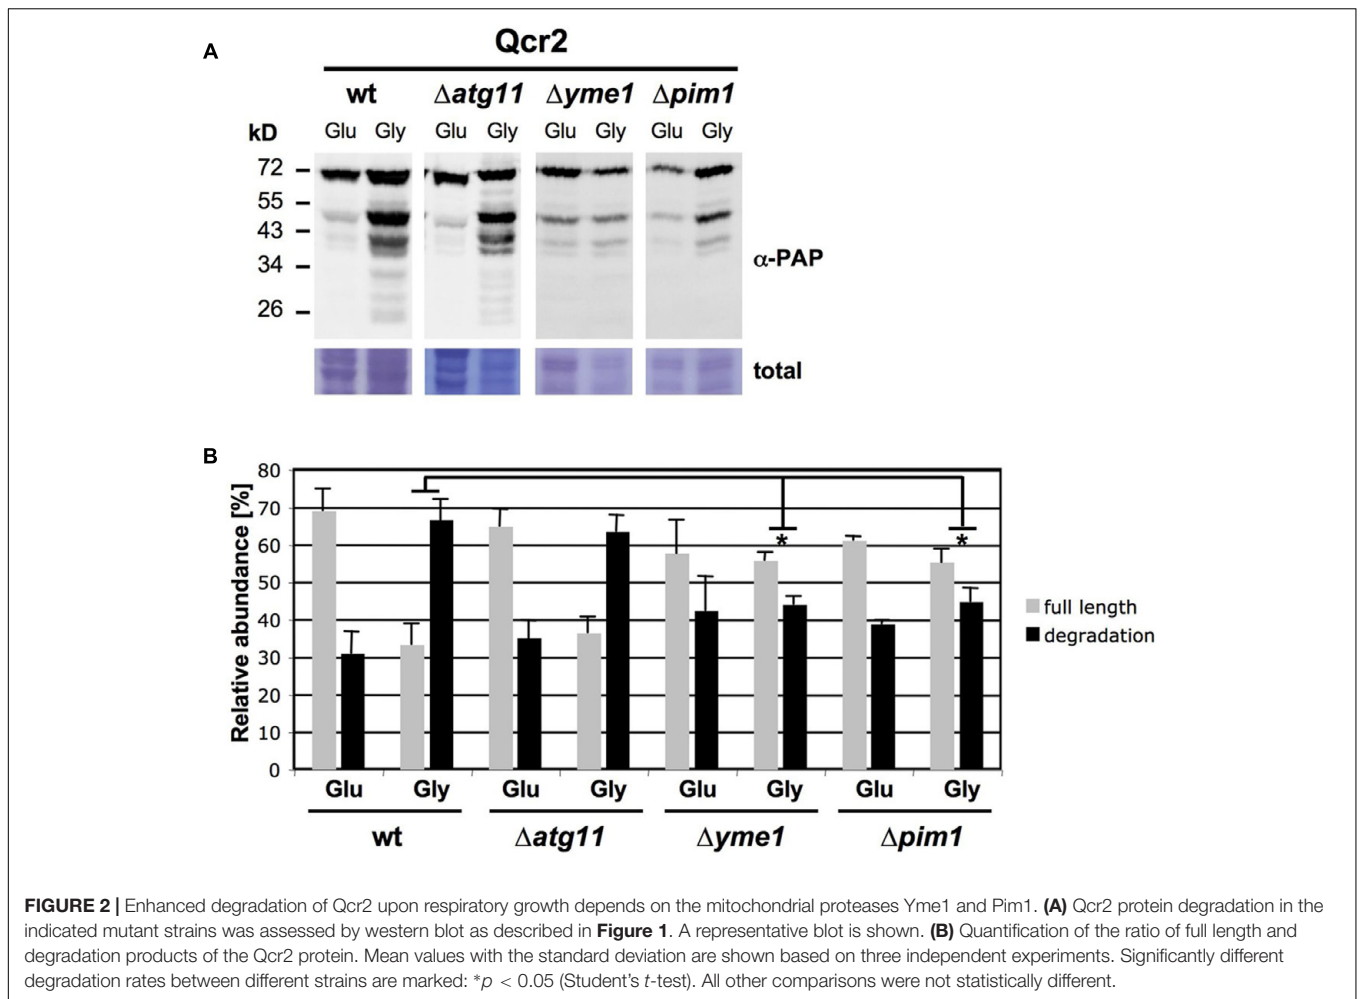 A
Qcr2
wt Δatg11 Δyme1 Δpim1
kD Glu Gly Glu Gly Glu Gly Glu Gly
72
55
43
34
26
α-PAP
total
B
Relative abundance [%]
80
70
60
50
40
30
20
10
0
* *
full length
degradation
Glu Gly Glu Gly Glu Gly Glu Gly
wt Δatg11 Δyme1 Δpim1
FIGURE 2 | Enhanced degradation of Qcr2 upon respiratory growth depends on the mitochondrial proteases Yme1 and Pim1. (A) Qcr2 protein degradation in the
indicated mutant strains was assessed by western blot as described in Figure 1. A representative blot is shown. (B) Quantification of the ratio of full length and
degradation products of the Qcr2 protein. Mean values with the standard deviation are shown based on three independent experiments. Significantly different
degradation rates between different strains are marked: *p < 0.05 (Student's t-test). All other comparisons were not statistically different.